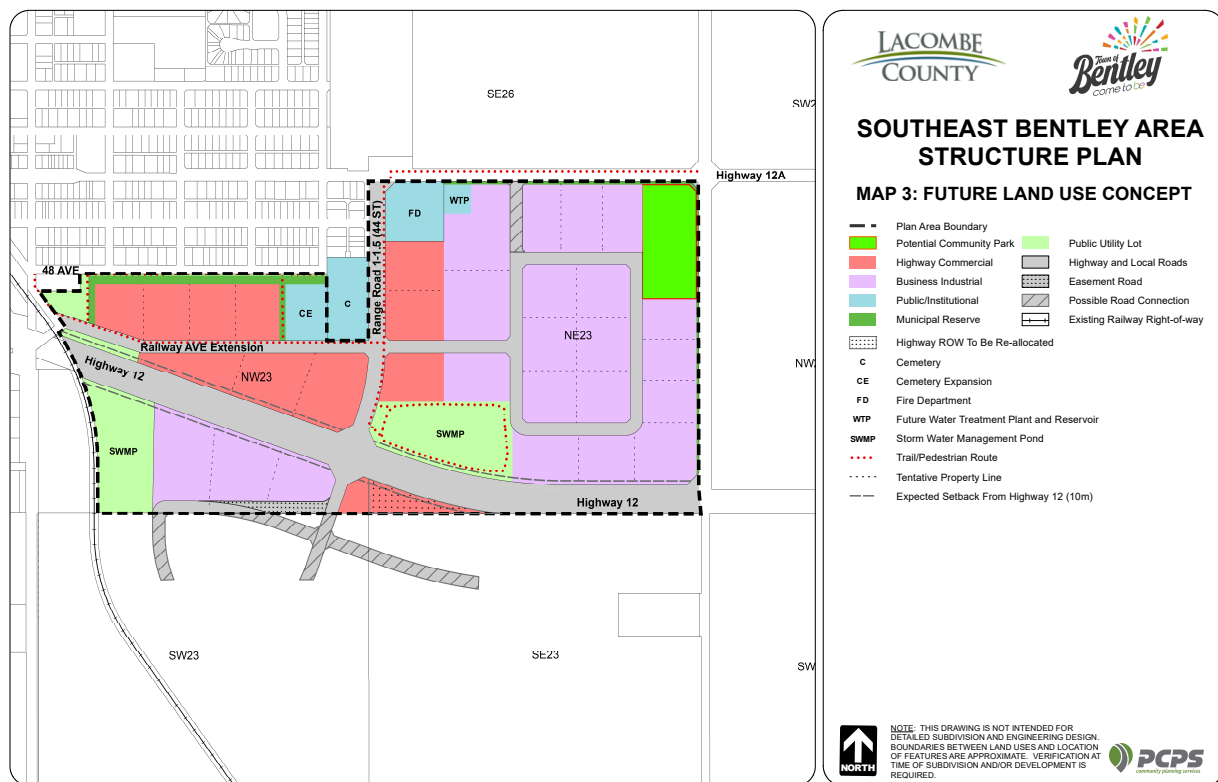 SE26
SW2
Highway 12A
FD
WTP
Range Road 1-1.5 (44 ST)
48 AVE
C
CE
NE23
Railway AVE Extension
Highway 12
NW23
NW
SWMP
SWMP
Highway 12
SW23
SE23
SW
LACOMBE
COUNTY
Town of
Bentley
come to be
SOUTHEAST BENTLEY AREA
STRUCTURE PLAN
MAP 3: FUTURE LAND USE CONCEPT
Plan Area Boundary
Potential Community Park
Highway Commercial
Business Industrial
Public/Institutional
Municipal Reserve
Public Utility Lot
Highway and Local Roads
Easement Road
Possible Road Connection
Existing Railway Right-of-way
Highway ROW To Be Re-allocated
C Cemetery
CE Cemetery Expansion
FD Fire Department
WTP Future Water Treatment Plant and Reservoir
SWMP Storm Water Management Pond
Trail/Pedestrian Route
Tentative Property Line
Expected Setback From Highway 12 (10m)
NORTH
NOTE: THIS DRAWING IS NOT INTENDED FOR
DETAILED SUBDIVISION AND ENGINEERING DESIGN.
BOUNDARIES BETWEEN LAND USES AND LOCATION
OF FEATURES ARE APPROXIMATE. VERIFICATION AT
TIME OF SUBDIVISION AND/OR DEVELOPMENT IS
REQUIRED.
PCPS
community planning services